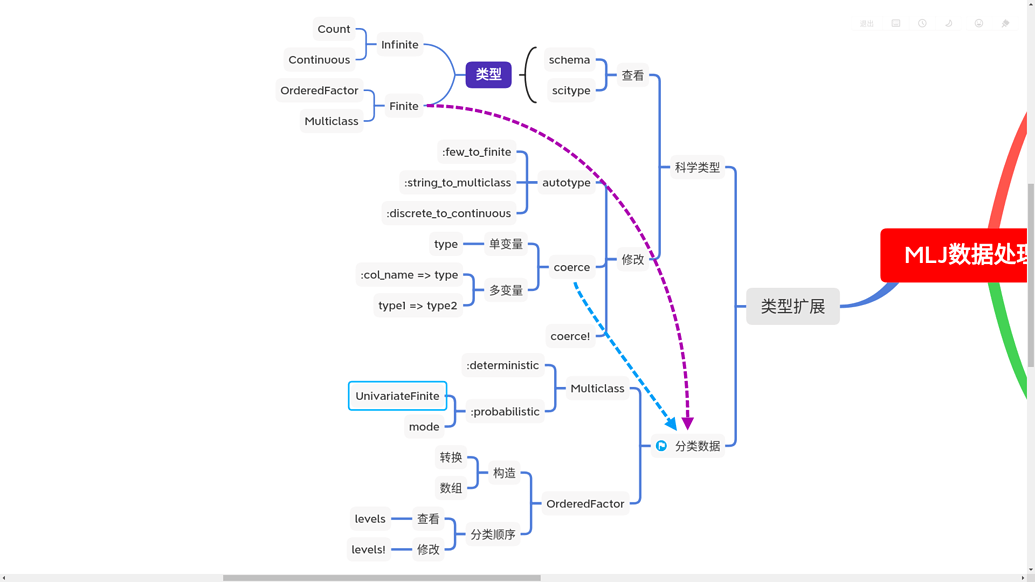 Count
Infinite
Continuous
类型
schema
查看
scitype
OrderedFactor
Finite
Multiclass
:few_to_finite
:string_to_multiclass
autotype
科学类型
:discrete_to_continuous
type
单变量
coerce
修改
MLJ数据处理
:col_name => type
多变量
type1 => type2
类型扩展
coerce!
:deterministic
Multiclass
UnivariateFinite
:probabilistic
mode
分类数据
转换
构造
数组
OrderedFactor
levels
查看
分类顺序
levels!
修改